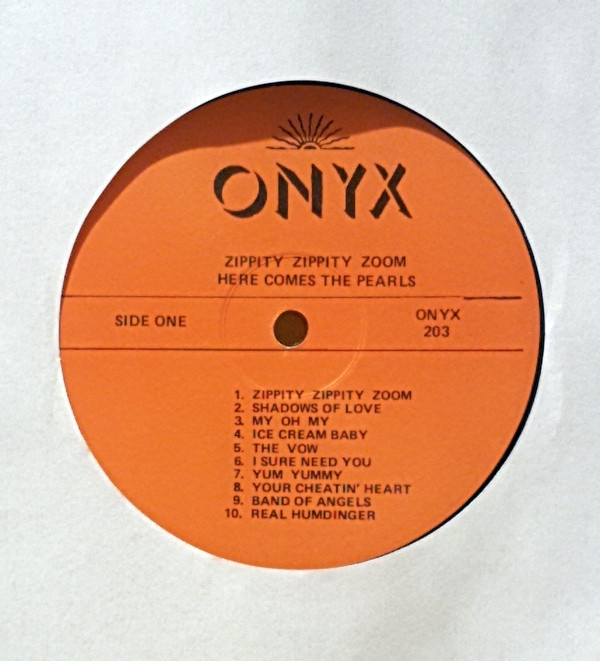 ONYX
ZIPPITY ZIPPITY ZOOM
HERE COMES THE PEARLS
SIDE ONE
ONYX
203
1. ZIPPITY ZIPPITY ZOOM
2. SHADOWS OF LOVE
3. MY OH MY
4. ICE CREAM BABY
5. THE VOW
6. I SURE NEED YOU
7. YUM YUMMY
8. YOUR CHEATIN' HEART
9. BAND OF ANGELS
10. REAL HUMDINGER